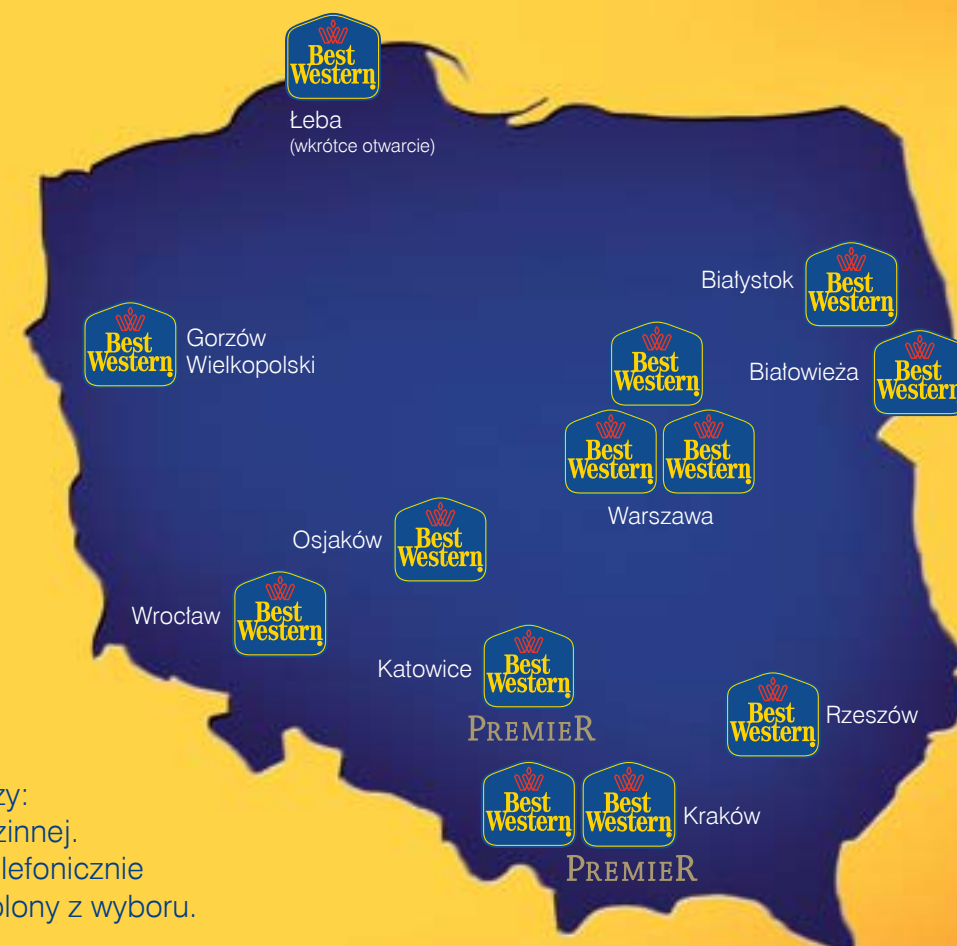 Best
Western
Łeba
(wkrótce otwarcie)
Białystok
Best
Western
Best
Western
Gorzów
Wielkopolski
Best
Western
Białowieża
Best
Western
Best
Western
Best
Western
Warszawa
Osjaków
Best
Western
Wrocław
Best
Western
Katowice
Best
Western
PREMIER
Best
Western
Rzeszów
Best
Western
Best
Western
Kraków
PREMIER
zy:
zinnej.
lefonicznie
olony z wyboru.